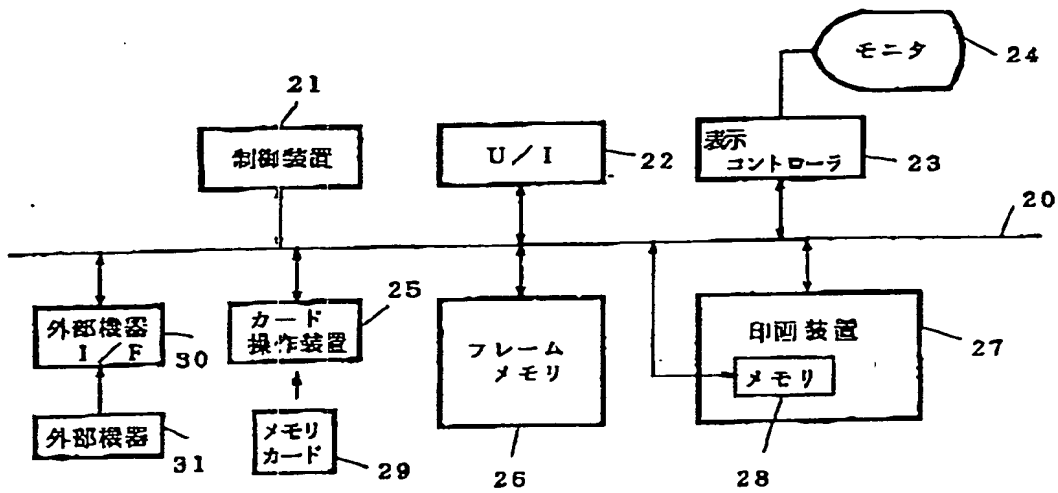 モニタ
24
21
制御装置
U/I
22
表示
コントローラ
23
20
外部機器
I/F
30
カード
操作装置
25
フレーム
メモリ
印画装置
27
メモリ
外部機器
31
メモリ
カード
29
26
28